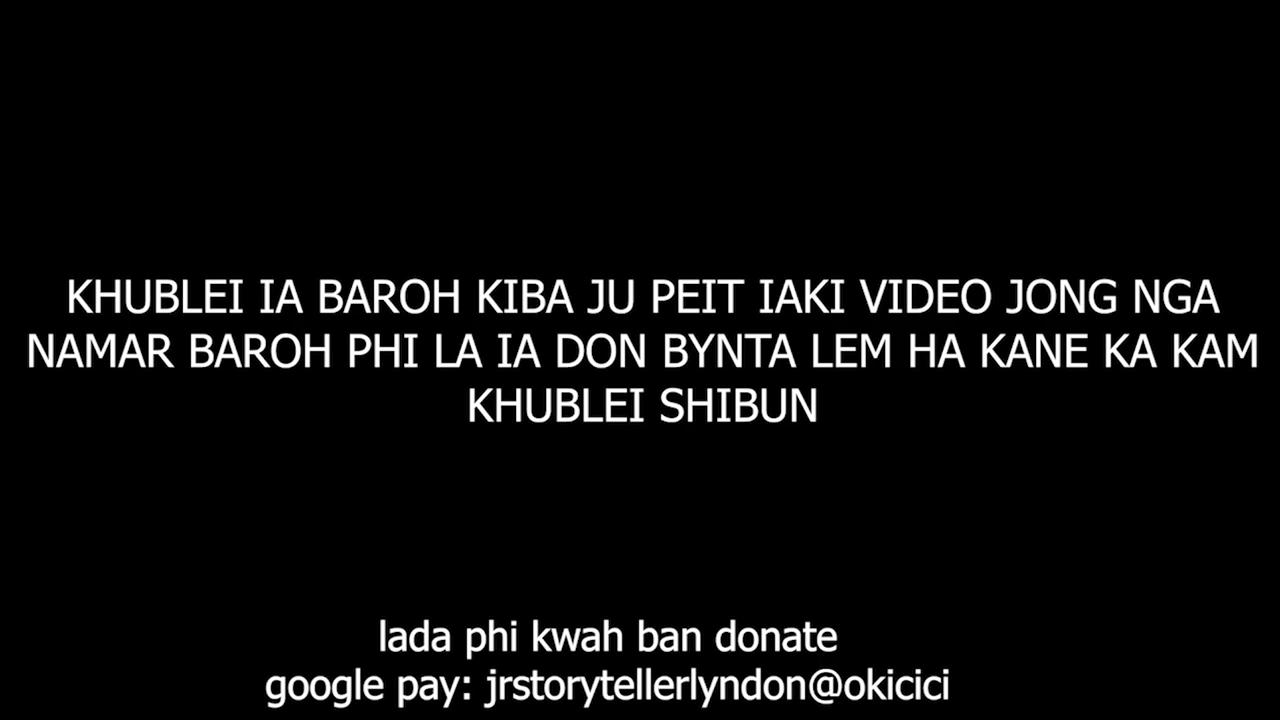 KHUBLEI IA BAROH KIBA JU PEIT IAKI VIDEO JONG NGA
NAMAR BAROH PHI LA IA DON BYNTA LEM HA KANE KA KAM
KHUBLEI SHIBUN
lada phi kwah ban donate
google pay: jrstorytellerlyndon@okicici